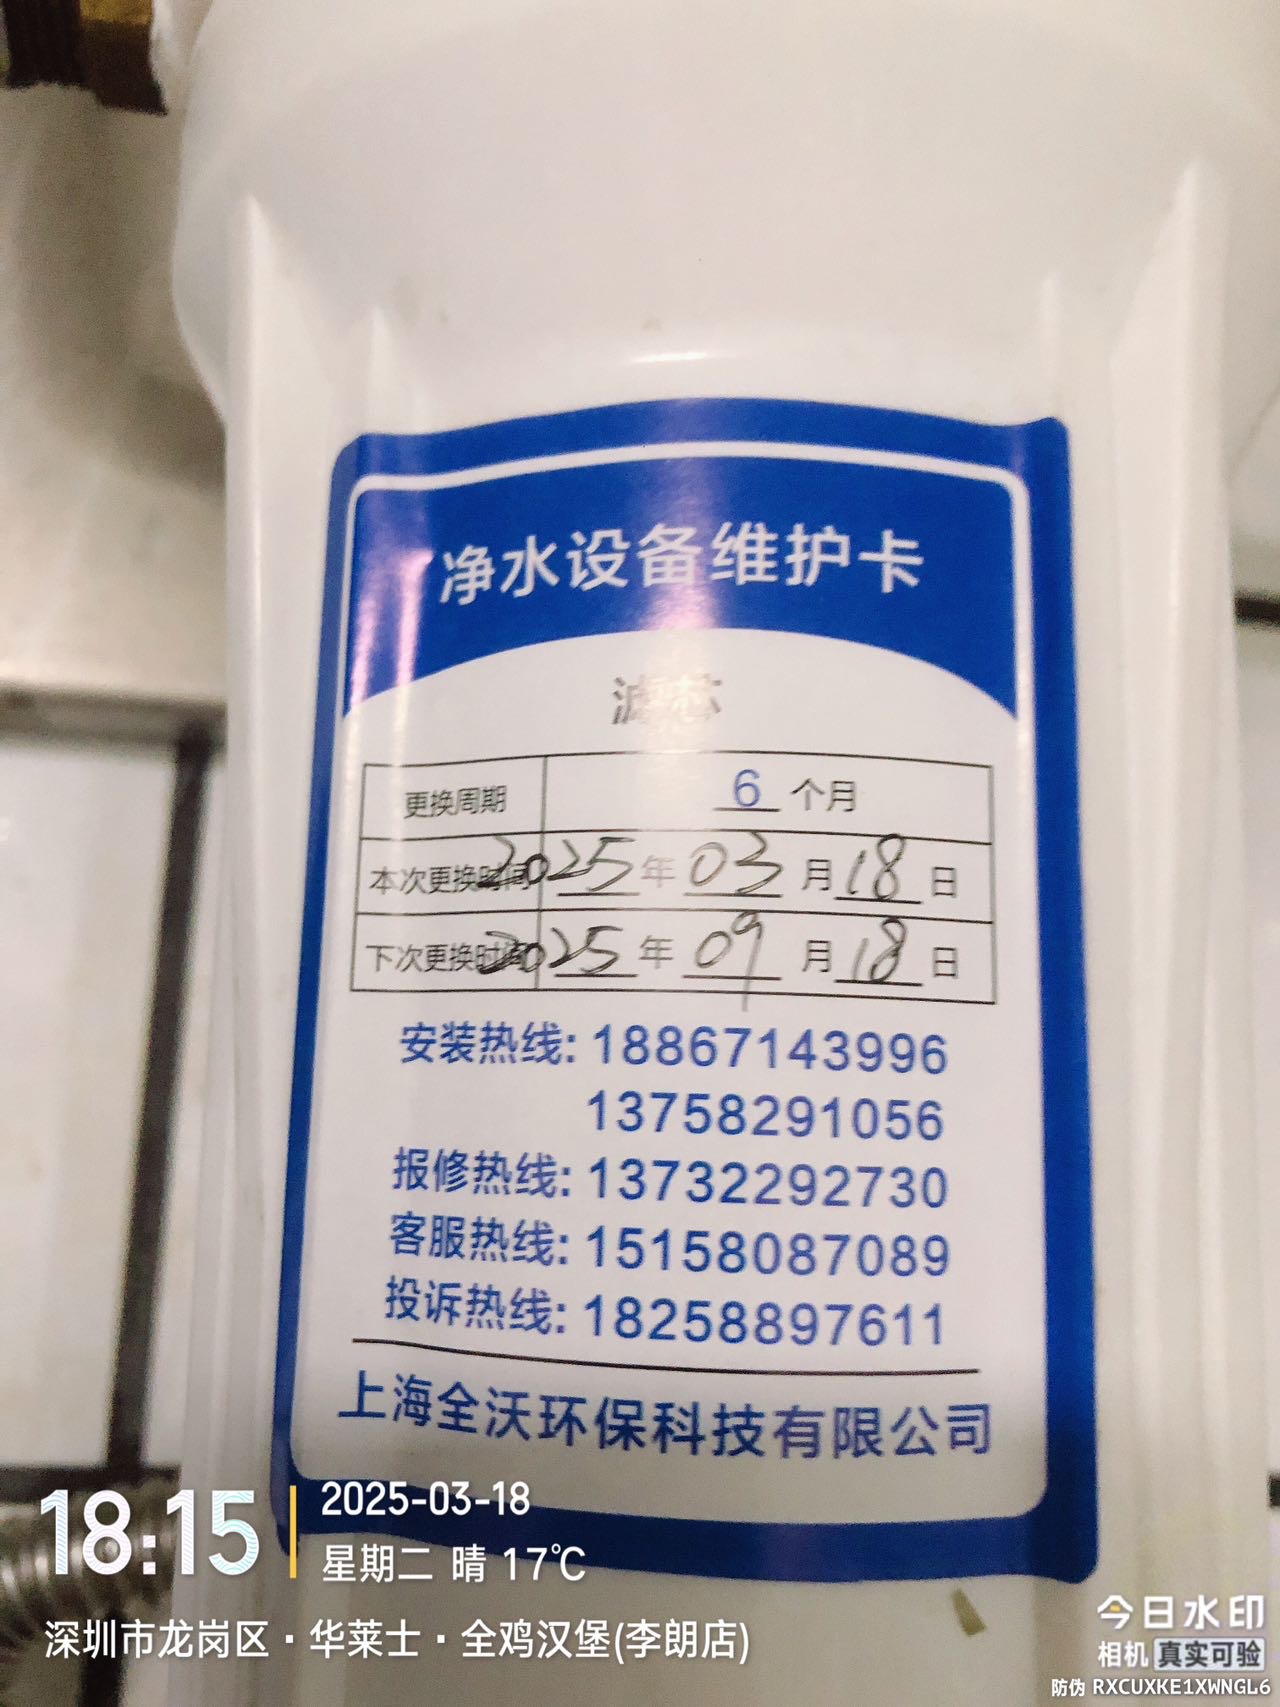 净水设备维护卡
滤芯
更换周期 6 个月
本次更换时间 2025 年 03 月 18 日
下次更换时间 2025 年 09 月 18 日
安装热线: 18867143996
13758291056
报修热线: 13732292730
客服热线: 15158087089
投诉热线: 18258897611
上海全沃环保科技有限公司
18:15
2025-03-18
星期二 晴 17℃
深圳市龙岗区·华莱士·全鸡汉堡(李朗店)
今日水印
相机 真实可验
防伪 RXCUXKE1XWNGL6